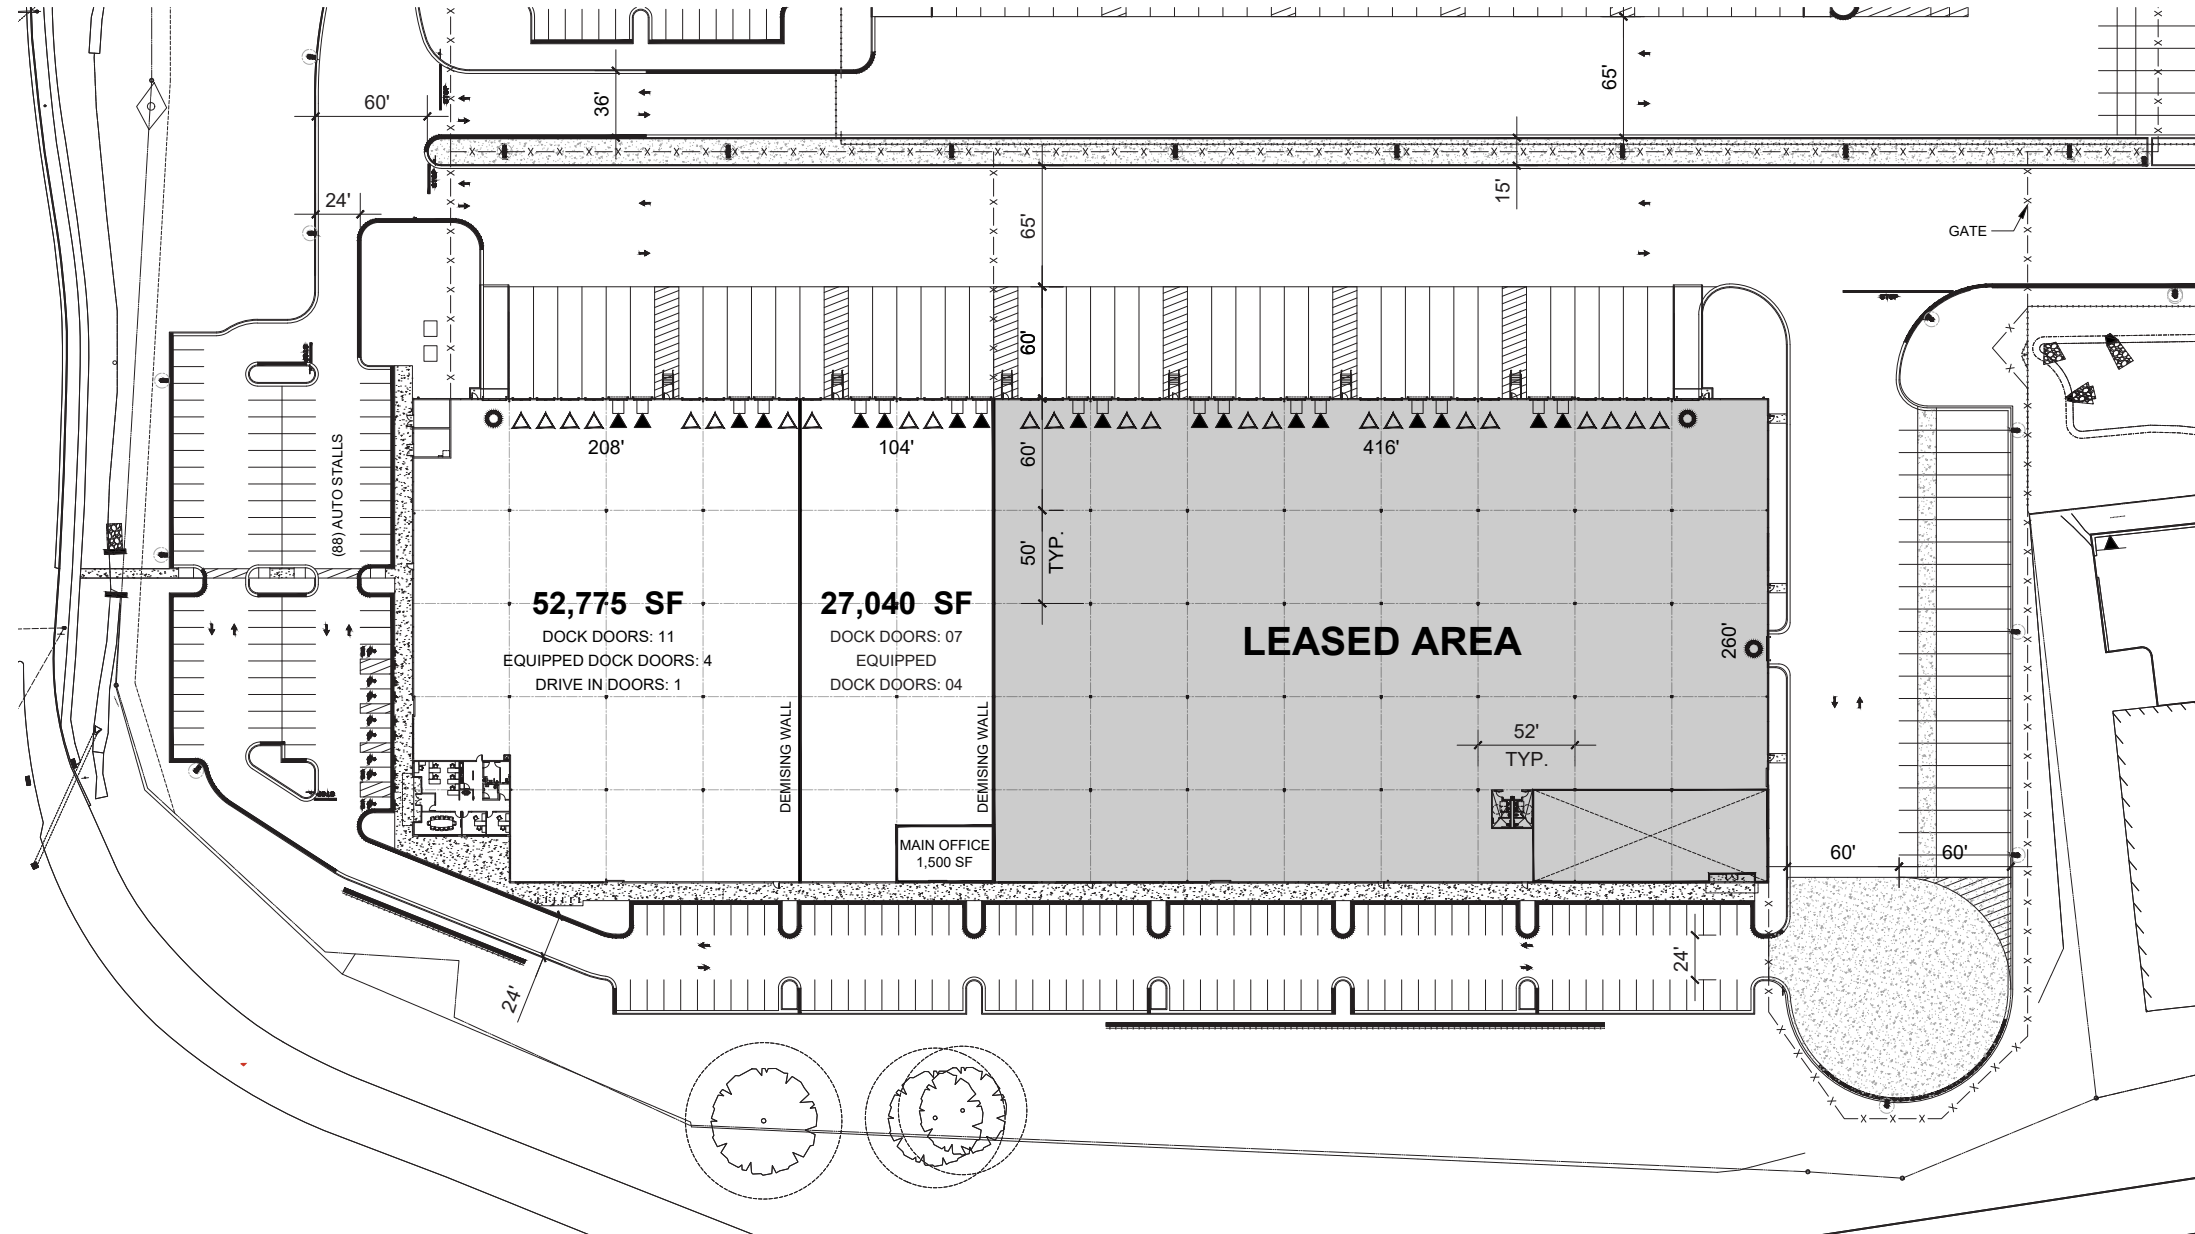 60'
36'
65'
24'
15'
65'
GATE
60'
208'
104'
60'
416'
(88) AUTO STALLS
50'
TYP.
52,775 SF
DOCK DOORS: 11
EQUIPPED DOCK DOORS: 4
DRIVE IN DOORS: 1
27,040 SF
DOCK DOORS: 07
EQUIPPED
DOCK DOORS: 04
LEASED AREA
260'
DEMISING WALL
DEMISING WALL
52'
TYP.
MAIN OFFICE
1,500 SF
60'
60'
24'
24'